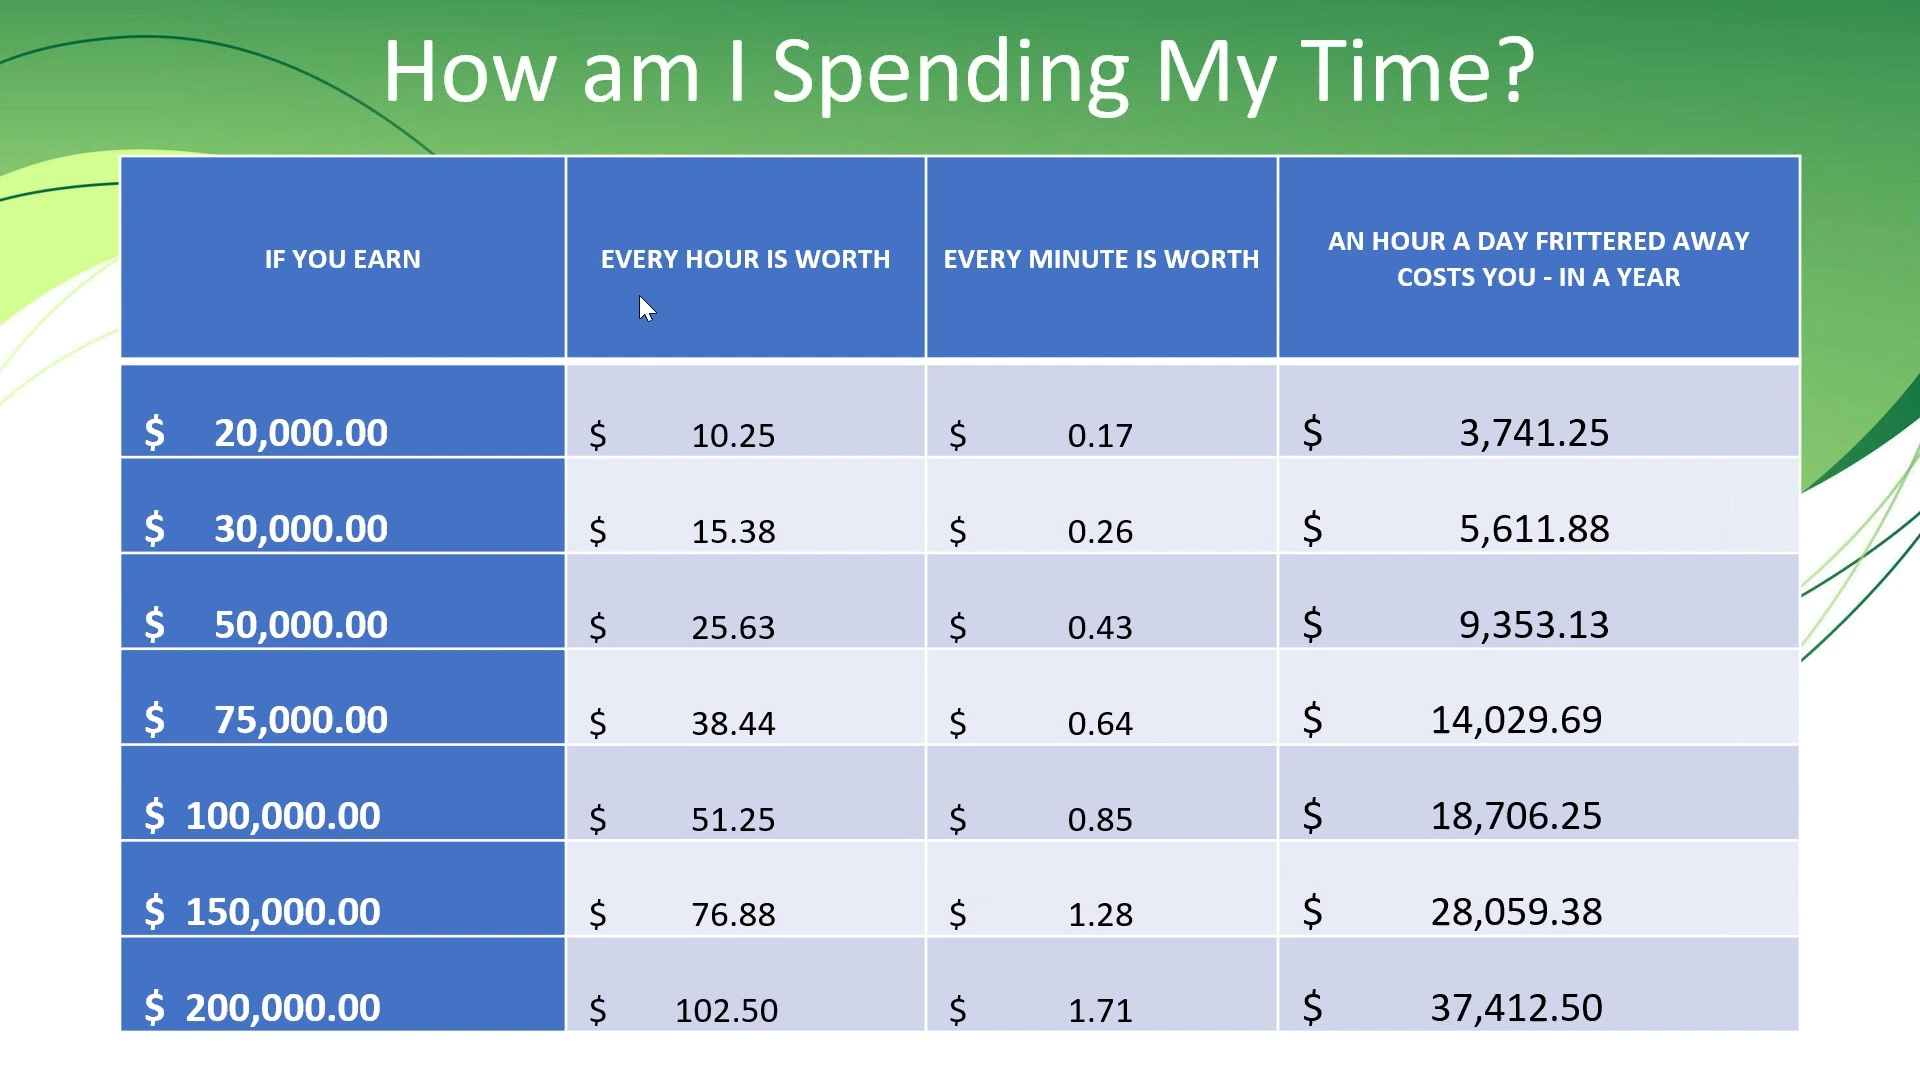 How am I Spending My Time?
IF YOU EARN
EVERY HOUR IS WORTH
EVERY MINUTE IS WORTH
AN HOUR A DAY FRITTERED AWAY
COSTS YOU - IN A YEAR
$ 20,000.00 $ 10.25 $ 0.17 $ 3,741.25
$ 30,000.00 $ 15.38 $ 0.26 $ 5,611.88
$ 50,000.00 $ 25.63 $ 0.43 $ 9,353.13
$ 75,000.00 $ 38.44 $ 0.64 $ 14,029.69
$ 100,000.00 $ 51.25 $ 0.85 $ 18,706.25
$ 150,000.00 $ 76.88 $ 1.28 $ 28,059.38
$ 200,000.00 $ 102.50 $ 1.71 $ 37,412.50